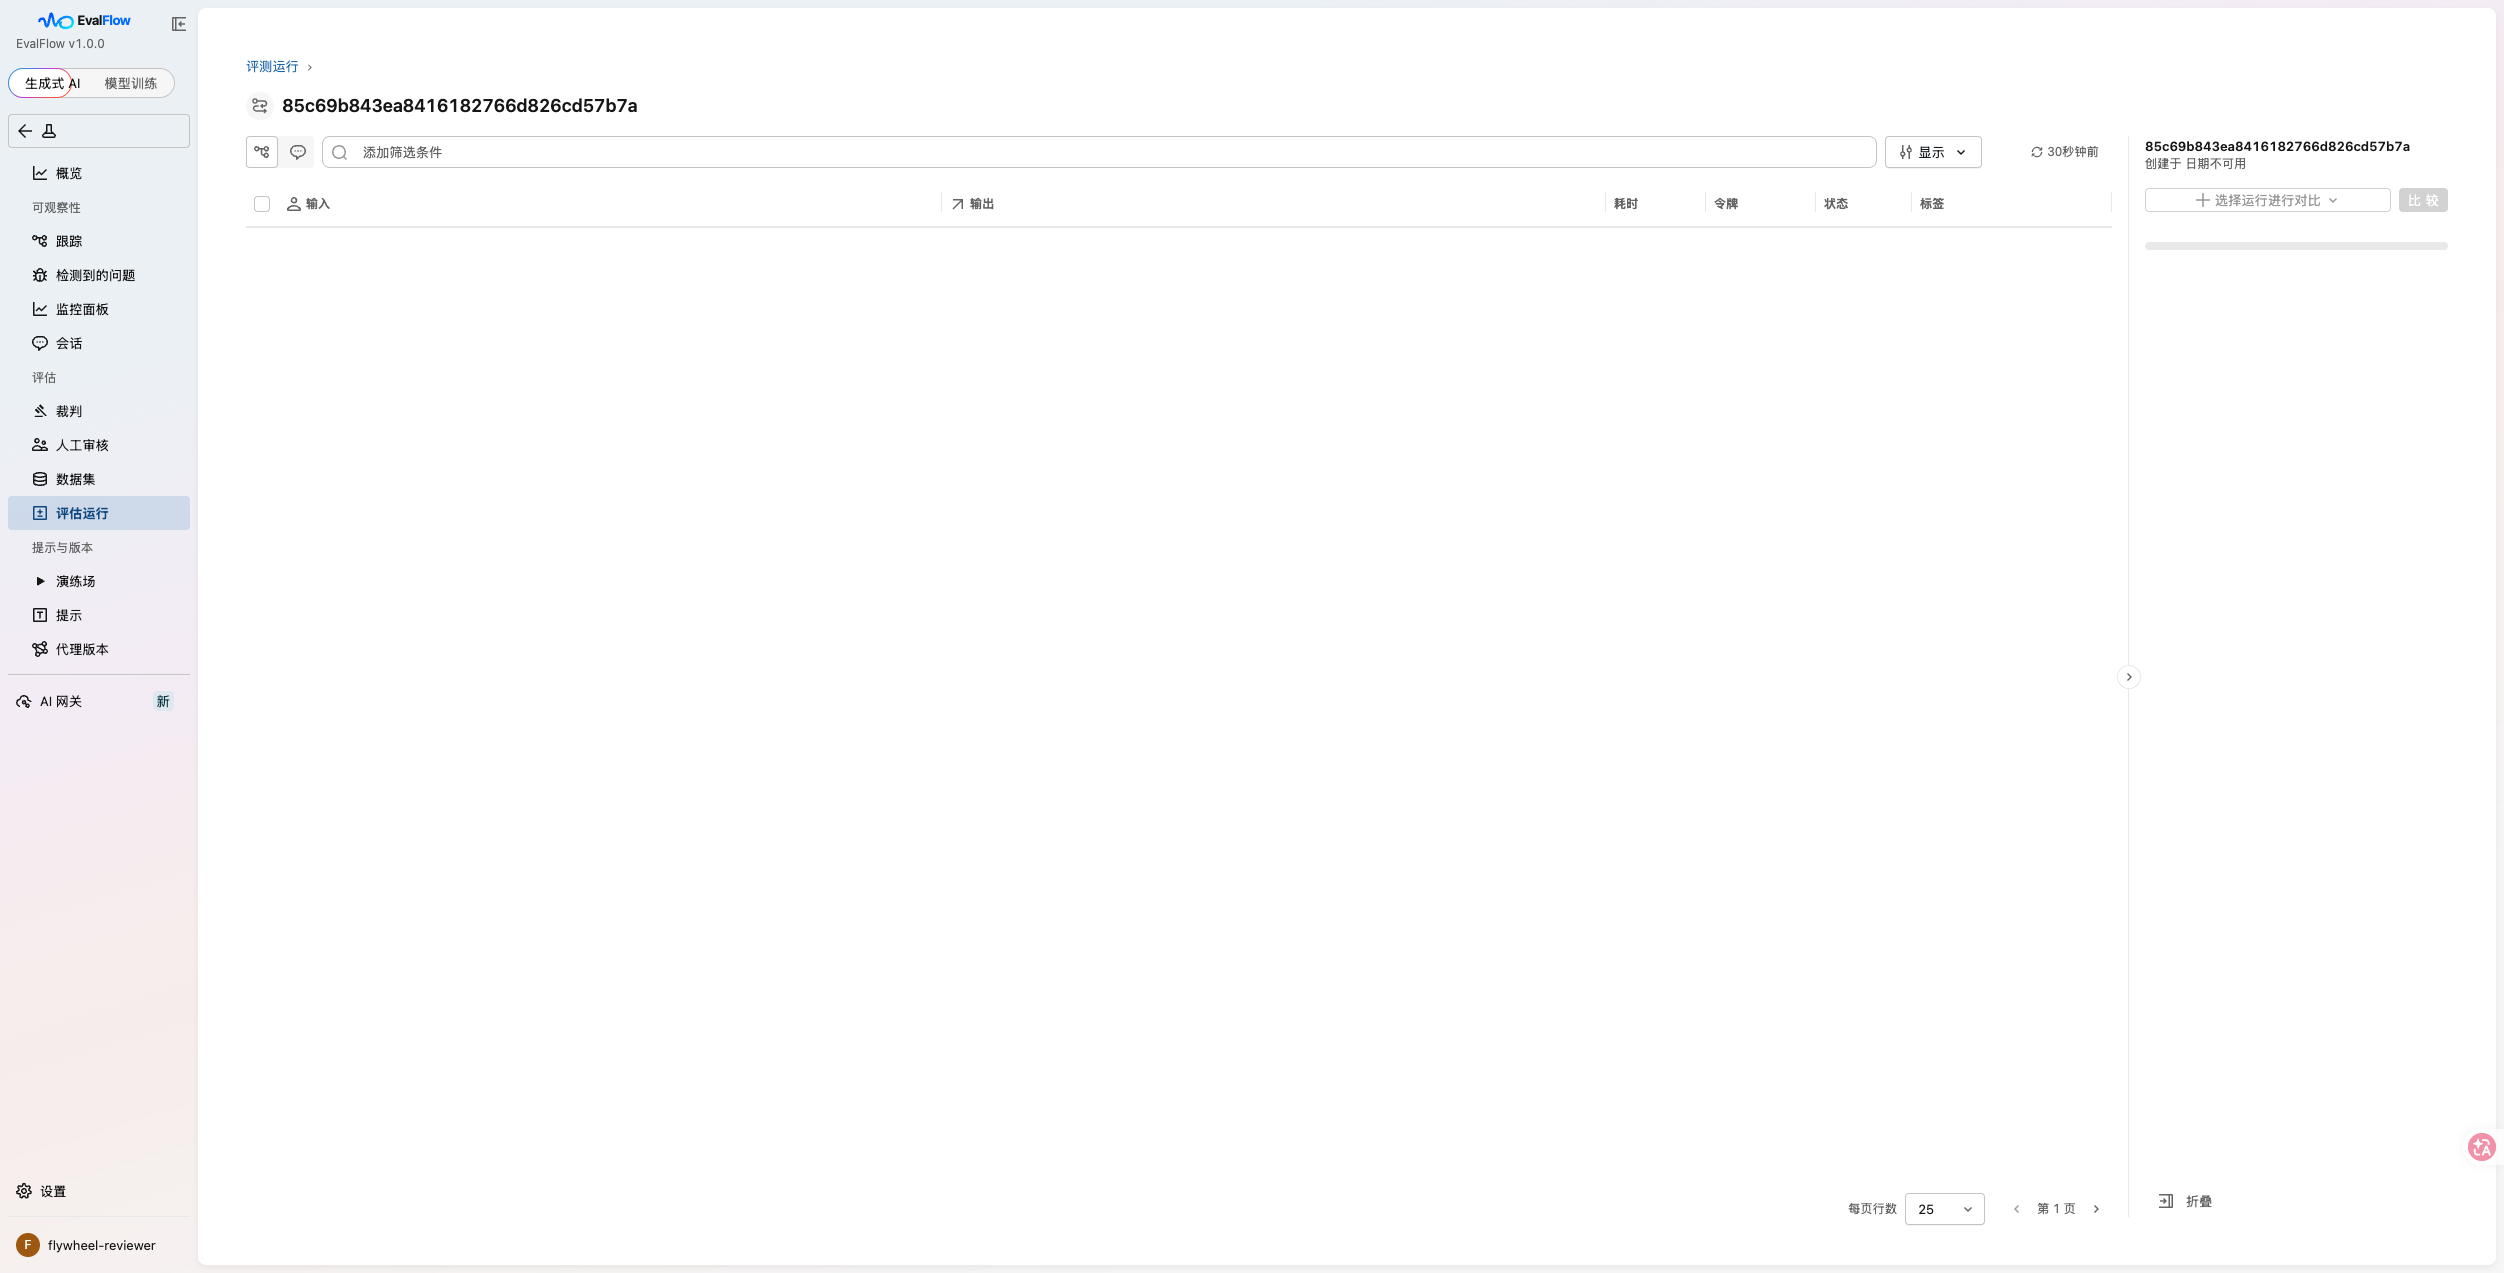 EvalFlow
EvalFlow v1.0.0
生成式 AI
模型训练
概览
可观察性
跟踪
检测到的问题
监控面板
会话
评估
裁判
人工审核
数据集
评估运行
提示与版本
演练场
提示
代理版本
AI 网关
新
设置
F
flywheel-reviewer
评测运行
85c69b843ea8416182766d826cd57b7a
添加筛选条件
显示
30秒钟前
输入
输出
耗时
令牌
状态
标签
每页行数
25
第 1 页
85c69b843ea8416182766d826cd57b7a
创建于 日期不可用
选择运行进行对比
比 较
折叠